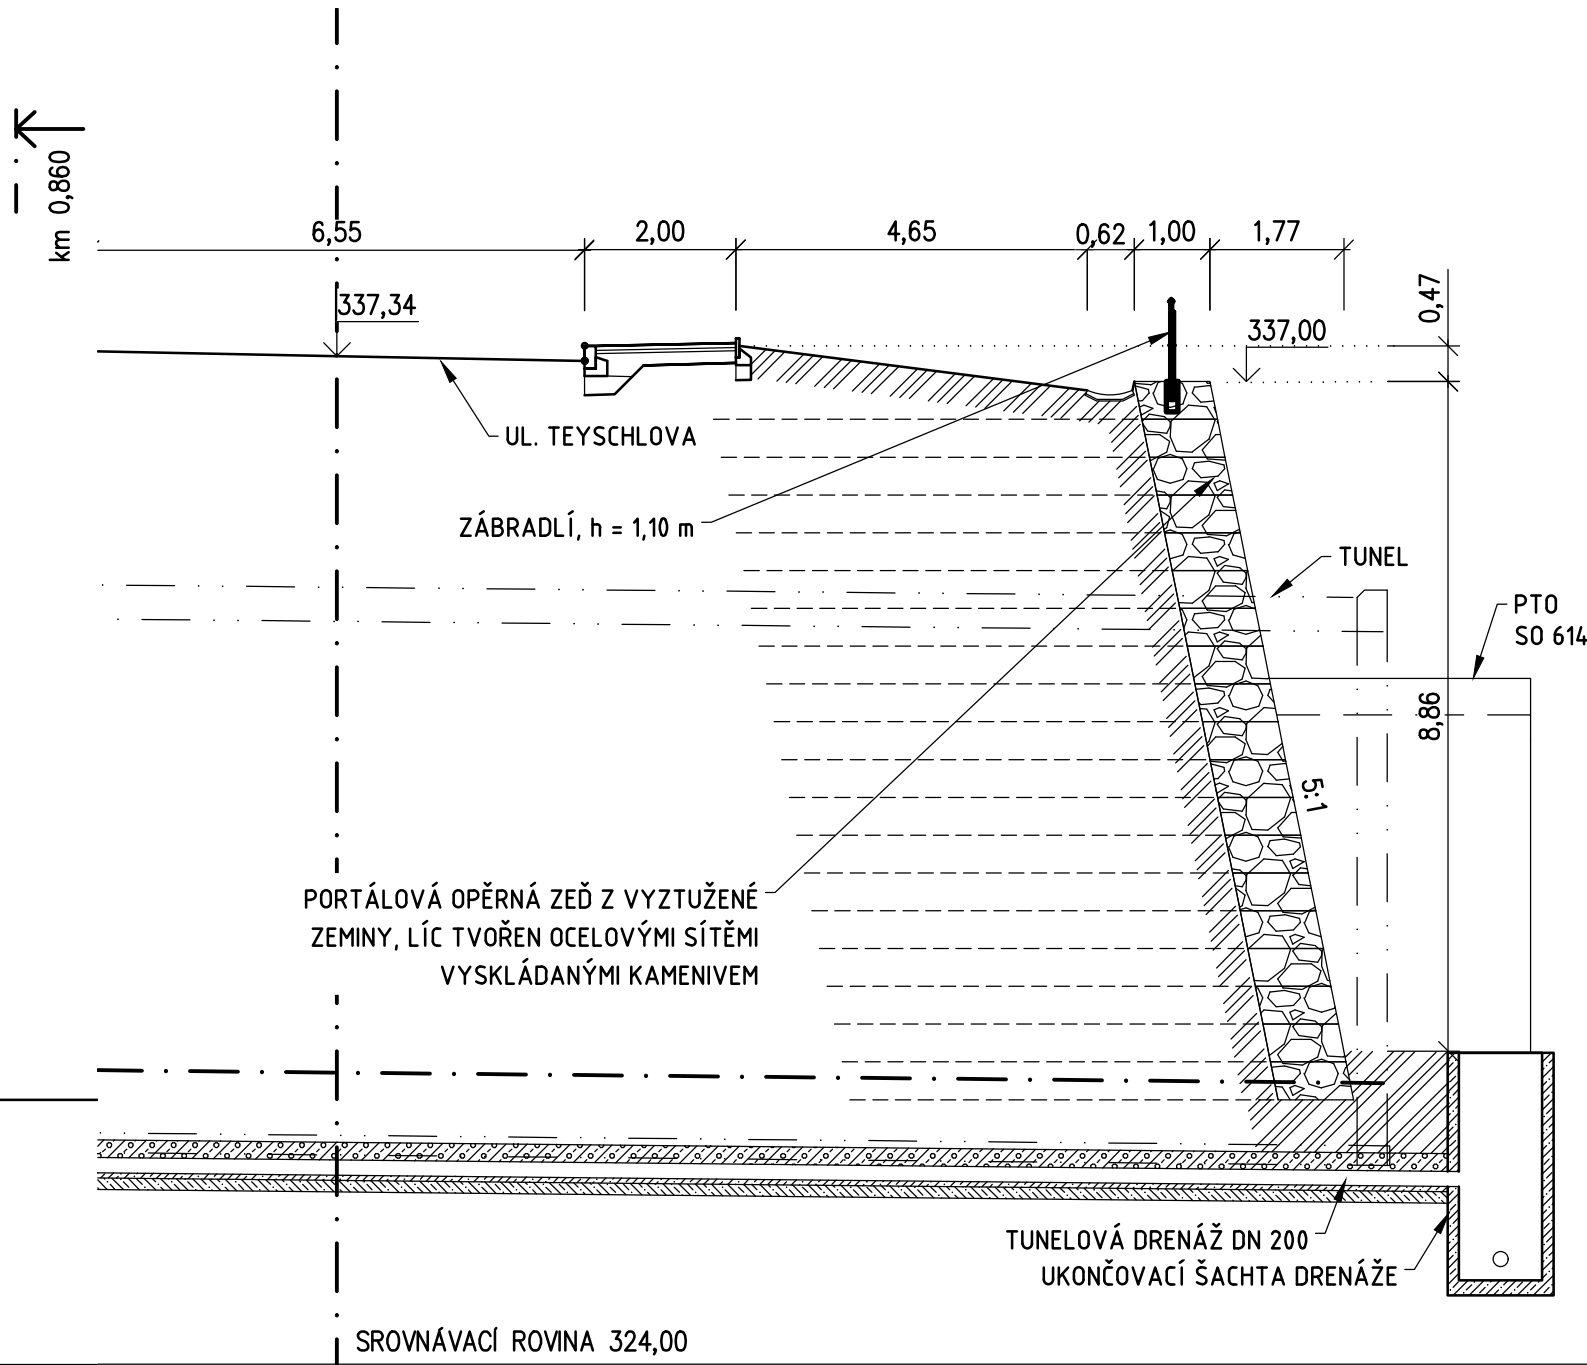 km 0,860
6,55
2,00
4,65
0,62
1,00
1,77
0,47
337,34
337,00
UL. TEYSCHLOVA
ZÁBRADLÍ, h = 1,10 m
TUNEL
PTO
SO 614
8,86
5:1
PORTÁLOVÁ OPĚRNÁ ZEĎ Z VYZTUŽENÉ
ZEMINY, LÍC TVOŘEN OCELOVÝMI SÍTĚMI
VYSKLÁDANÝMI KAMENIVEM
TUNELOVÁ DRENÁŽ DN 200
UKONČOVACÍ ŠACHTA DRENÁŽE
SROVNÁVACÍ ROVINA 324,00